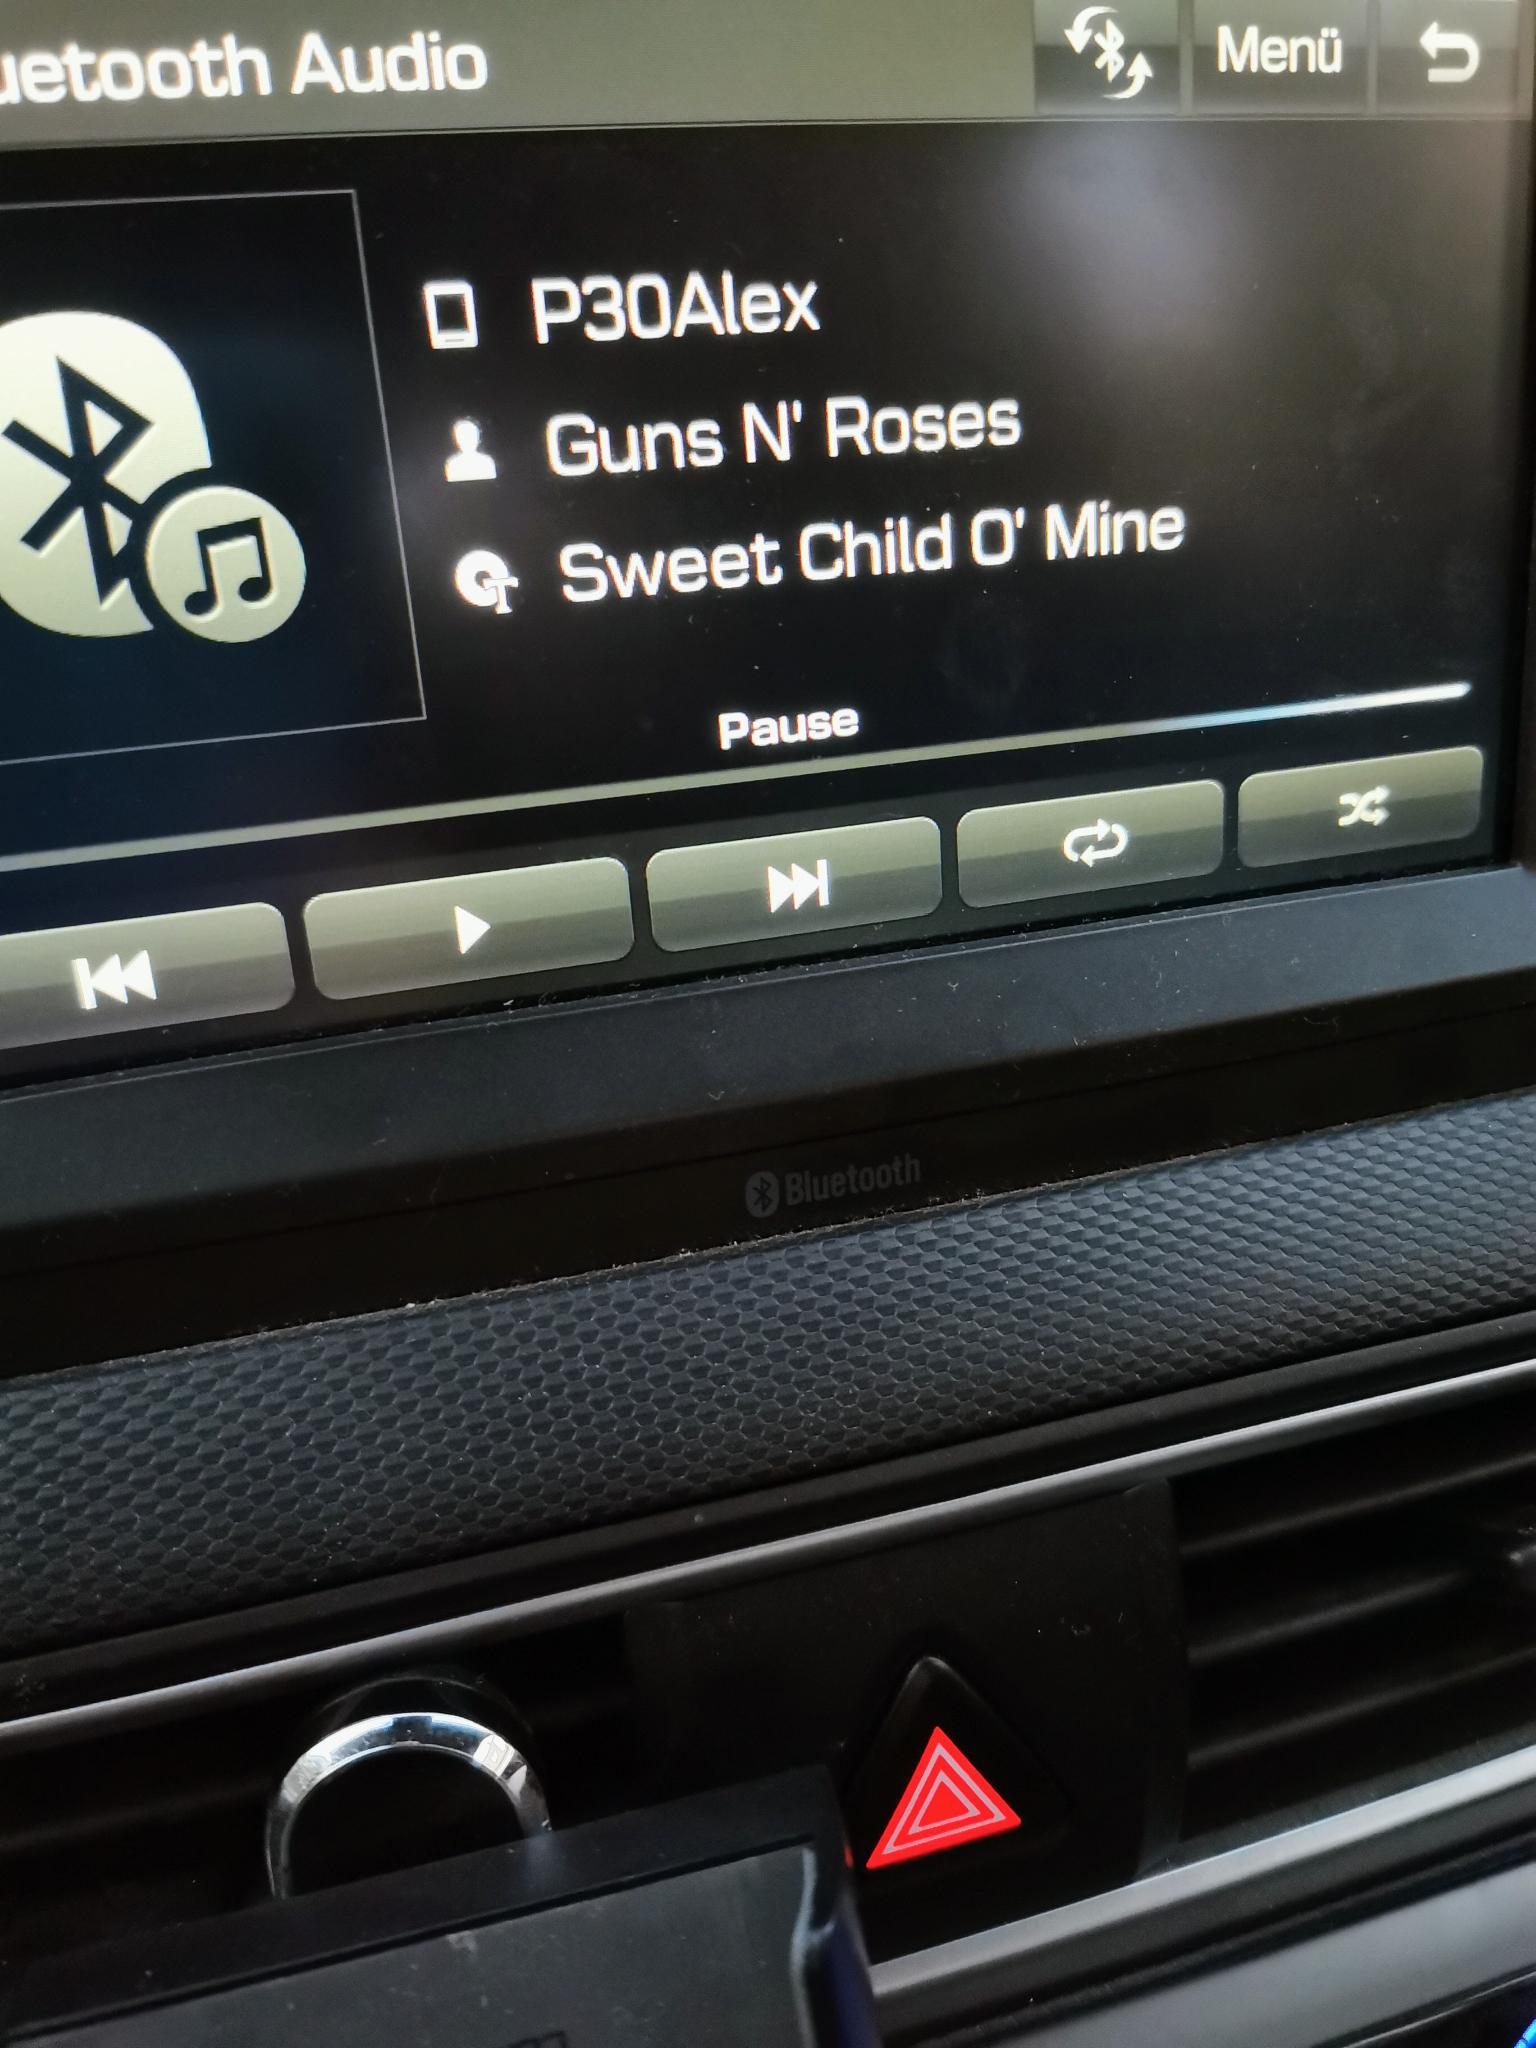 uetooth Audio
Menü
P30Alex
Guns N' Roses
Sweet Child O' Mine
Pause
Bluetooth